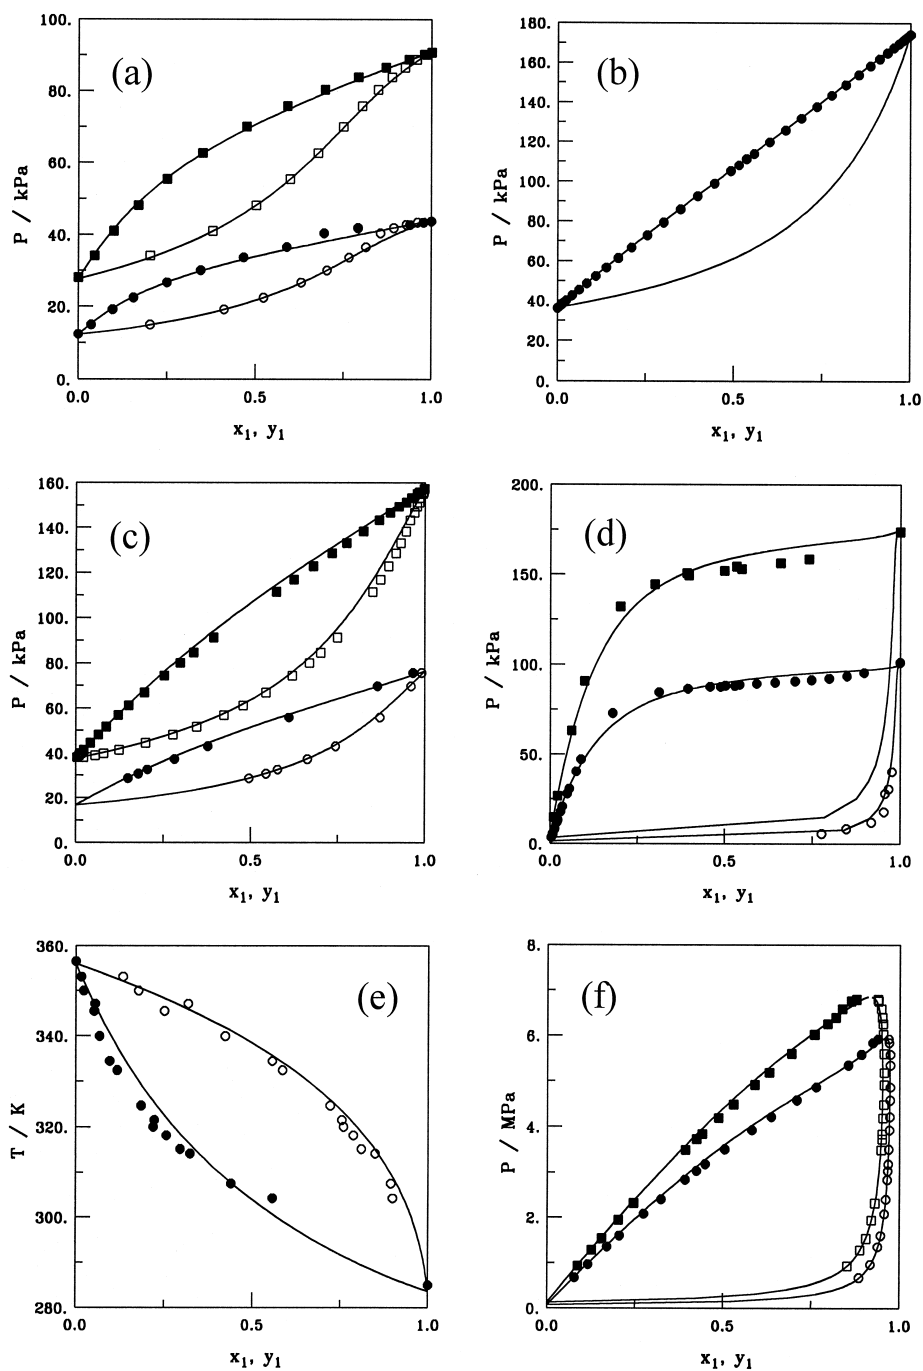 100.
80.
60.
40.
20.
0.
P / kPa
(a)
0.0 0.5 1.0
x1, y1
180.
160.
140.
120.
100.
80.
60.
40.
20.
0.
P / kPa
(b)
0.0 0.5 1.0
x1, y1
160.
140.
120.
100.
80.
60.
40.
20.
0.
P / kPa
(c)
0.0 0.5 1.0
x1, y1
200.
150.
100.
50.
0.
P / kPa
(d)
0.0 0.5 1.0
x1, y1
360.
340.
320.
300.
280.
T / K
(e)
0.0 0.5 1.0
x1, y1
8.
6.
4.
2.
0.
P / MPa
(f)
0.0 0.5 1.0
x1, y1